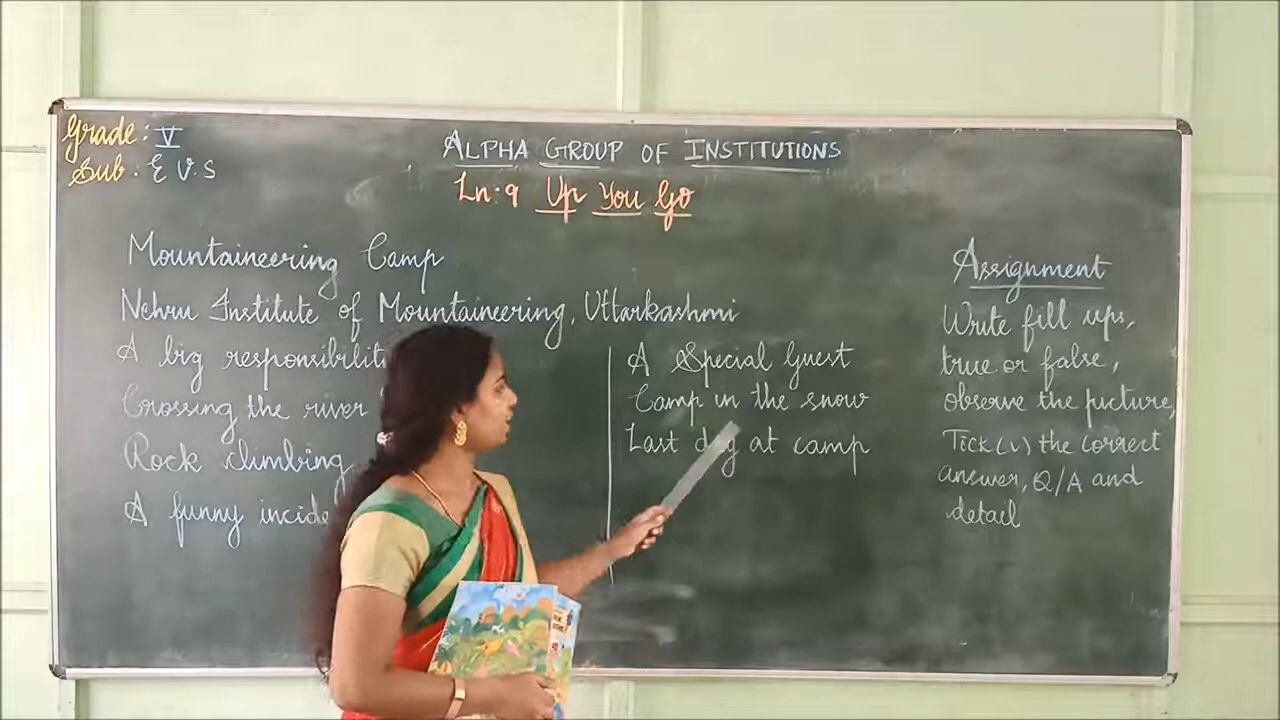 Grade: V
Sub: E V.S
ALPHA GROUP OF INSTITUTIONS
Ln: 9 Up You Go
Mountaineering Camp
Nehru Institute of Mountaineering, Uttarkashmi
A big responsibilit
Crossing the river
Rock climbing
A funny incide
A Special Guest
Camp in the snow
Last day at camp
Assignment
Write fill ups,
true or false,
observe the picture,
Tick(√) the correct
answer, Q/A and
detail